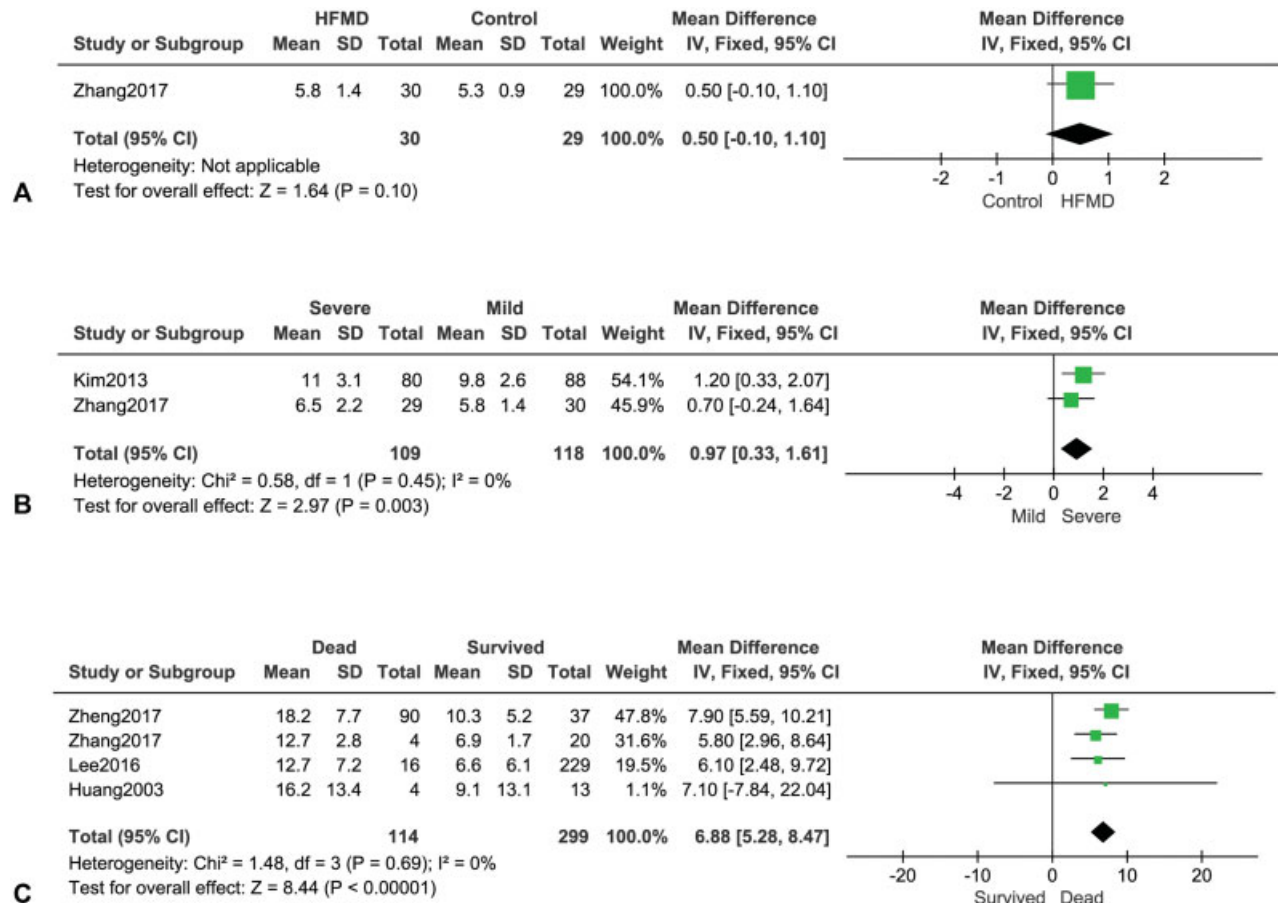 HFMD Control Mean Difference Mean Difference
Study or Subgroup Mean SD Total Mean SD Total Weight IV, Fixed, 95% CI IV, Fixed, 95% CI
Zhang2017 5.8 1.4 30 5.3 0.9 29 100.0% 0.50 [-0.10, 1.10]
Total (95% CI) 30 29 100.0% 0.50 [-0.10, 1.10]
Heterogeneity: Not applicable
Test for overall effect: Z = 1.64 (P = 0.10)
-2 -1 0 1 2
Control HFMD
A
Severe Mild Mean Difference Mean Difference
Study or Subgroup Mean SD Total Mean SD Total Weight IV, Fixed, 95% CI IV, Fixed, 95% CI
Kim2013 11 3.1 80 9.8 2.6 88 54.1% 1.20 [0.33, 2.07]
Zhang2017 6.5 2.2 29 5.8 1.4 30 45.9% 0.70 [-0.24, 1.64]
Total (95% CI) 109 118 100.0% 0.97 [0.33, 1.61]
Heterogeneity: Chi² = 0.58, df = 1 (P = 0.45); I² = 0%
Test for overall effect: Z = 2.97 (P = 0.003)
-4 -2 0 2 4
Mild Severe
B
Dead Survived Mean Difference Mean Difference
Study or Subgroup Mean SD Total Mean SD Total Weight IV, Fixed, 95% CI IV, Fixed, 95% CI
Zheng2017 18.2 7.7 90 10.3 5.2 37 47.8% 7.90 [5.59, 10.21]
Zhang2017 12.7 2.8 4 6.9 1.7 20 31.6% 5.80 [2.96, 8.64]
Lee2016 12.7 7.2 16 6.6 6.1 229 19.5% 6.10 [2.48, 9.72]
Huang2003 16.2 13.4 4 9.1 13.1 13 1.1% 7.10 [-7.84, 22.04]
Total (95% CI) 114 299 100.0% 6.88 [5.28, 8.47]
Heterogeneity: Chi² = 1.48, df = 3 (P = 0.69); I² = 0%
Test for overall effect: Z = 8.44 (P < 0.00001)
-20 -10 0 10 20
Survived Dead
C